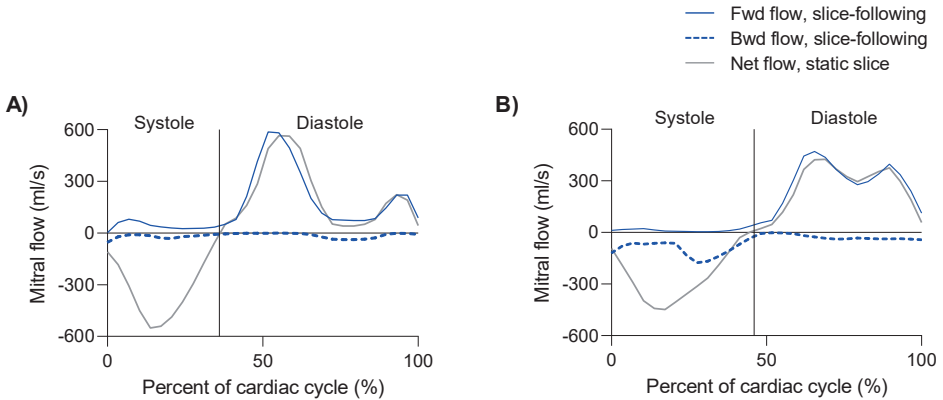 Fwd flow, slice-following
Bwd flow, slice-following
Net flow, static slice
A)
Systole
Diastole
600
300
0
-300
-600
Mitral flow (ml/s)
0
50
100
Percent of cardiac cycle (%)
B)
Systole
Diastole
600
300
0
-300
-600
Mitral flow (ml/s)
0
50
100
Percent of cardiac cycle (%)